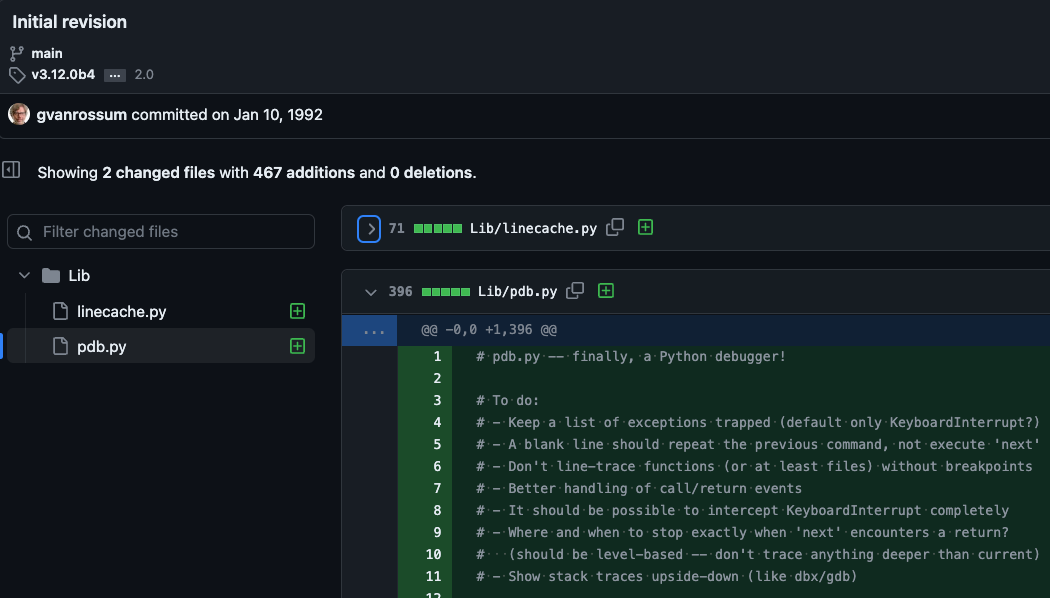 Initial revision
main
v3.12.0b4 ... 2.0
gvanrossum committed on Jan 10, 1992
Showing 2 changed files with 467 additions and 0 deletions.
Filter changed files
Lib
linecache.py
pdb.py
71 Lib/linecache.py
396 Lib/pdb.py
... @@ -0,0 +1,396 @@
1 # pdb.py -- finally, a Python debugger!
2
3 # To do:
4 # - Keep a list of exceptions trapped (default only KeyboardInterrupt?)
5 # - A blank line should repeat the previous command, not execute 'next'
6 # - Don't line-trace functions (or at least files) without breakpoints
7 # - Better handling of call/return events
8 # - It should be possible to intercept KeyboardInterrupt completely
9 # - Where and when to stop exactly when 'next' encounters a return?
10 #   (should be level-based -- don't trace anything deeper than current)
11 # - Show stack traces upside-down (like dbx/gdb)
12